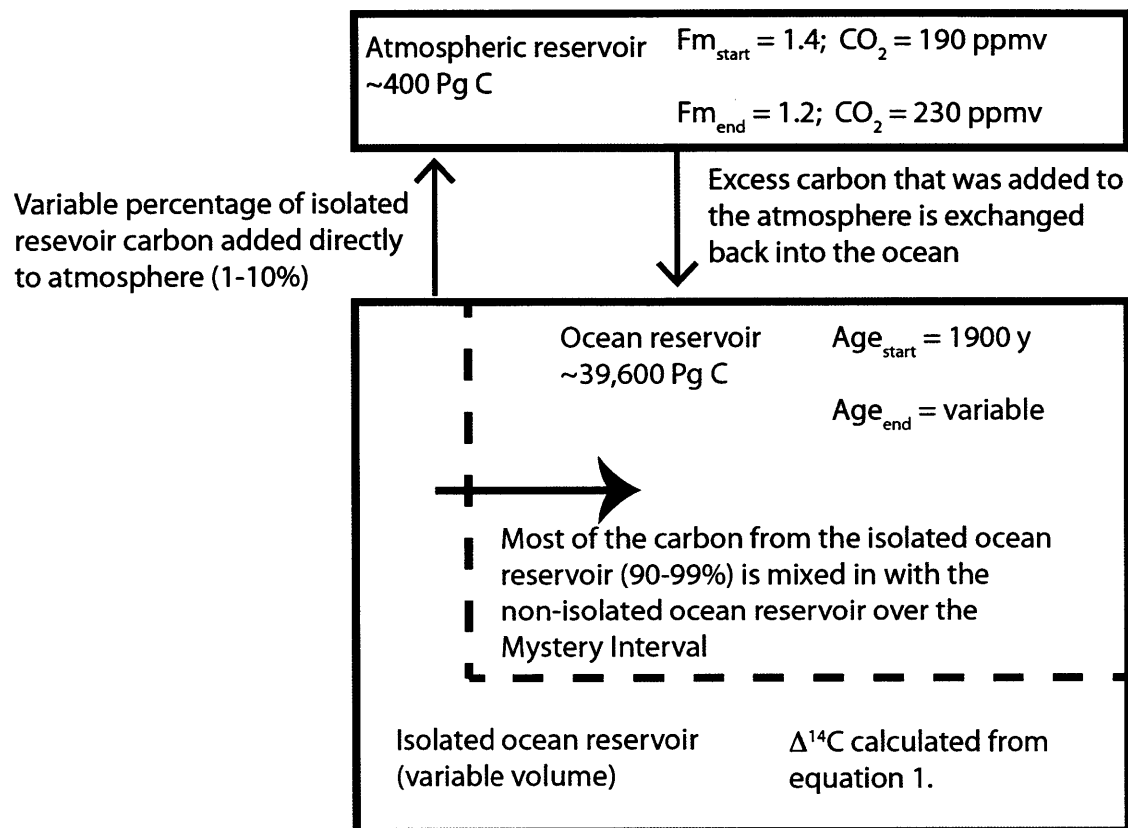 Atmospheric reservoir
~400 Pg C
Fm_start = 1.4; CO₂ = 190 ppmv
Fm_end = 1.2; CO₂ = 230 ppmv
Variable percentage of isolated
resevoir carbon added directly
to atmosphere (1-10%)
Excess carbon that was added to
the atmosphere is exchanged
back into the ocean
Ocean reservoir
~39,600 Pg C
Age_start = 1900 y
Age_end = variable
Most of the carbon from the isolated ocean
reservoir (90-99%) is mixed in with the
non-isolated ocean reservoir over the
Mystery Interval
Isolated ocean reservoir
(variable volume)
Δ¹⁴C calculated from
equation 1.